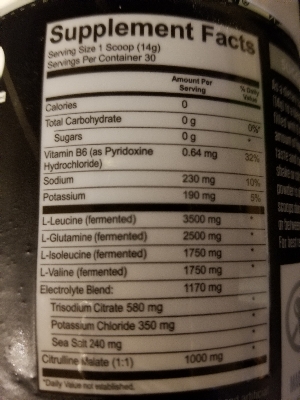 Supplement Facts
Serving Size 1 Scoop (14g)
Servings Per Container 30
Amount Per Serving % Daily Value
Calories 0
Total Carbohydrate 0 g 0%*
Sugars 0 g *
Vitamin B6 (as Pyridoxine 0.64 mg 32%
Hydrochloride)
Sodium 230 mg 10%
Potassium 190 mg 5%
L-Leucine (fermented) 3500 mg *
L-Glutamine (fermented) 2500 mg *
L-Isoleucine (fermented) 1750 mg *
L-Valine (fermented) 1750 mg *
Electrolyte Blend: 1170 mg
Trisodium Citrate 580 mg *
Potassium Chloride 350 mg *
Sea Salt 240 mg *
Citrulline Malate (1:1) 1000 mg *
*Daily Value not established.